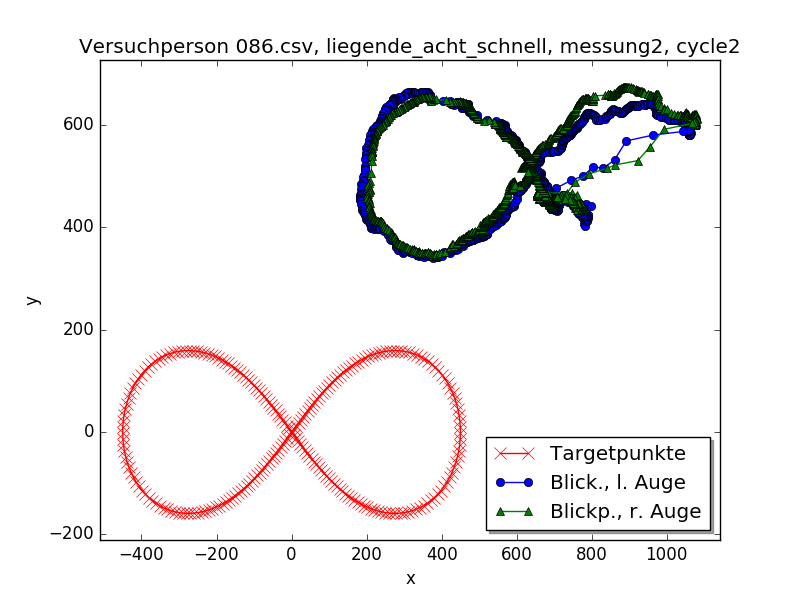 Versuchperson 086.csv, liegende_acht_schnell, messung2, cycle2
y
600
400
200
0
−200
−400
−200
0
200
400
600
800
1000
x
Targetpunkte
Blick., l. Auge
Blickp., r. Auge